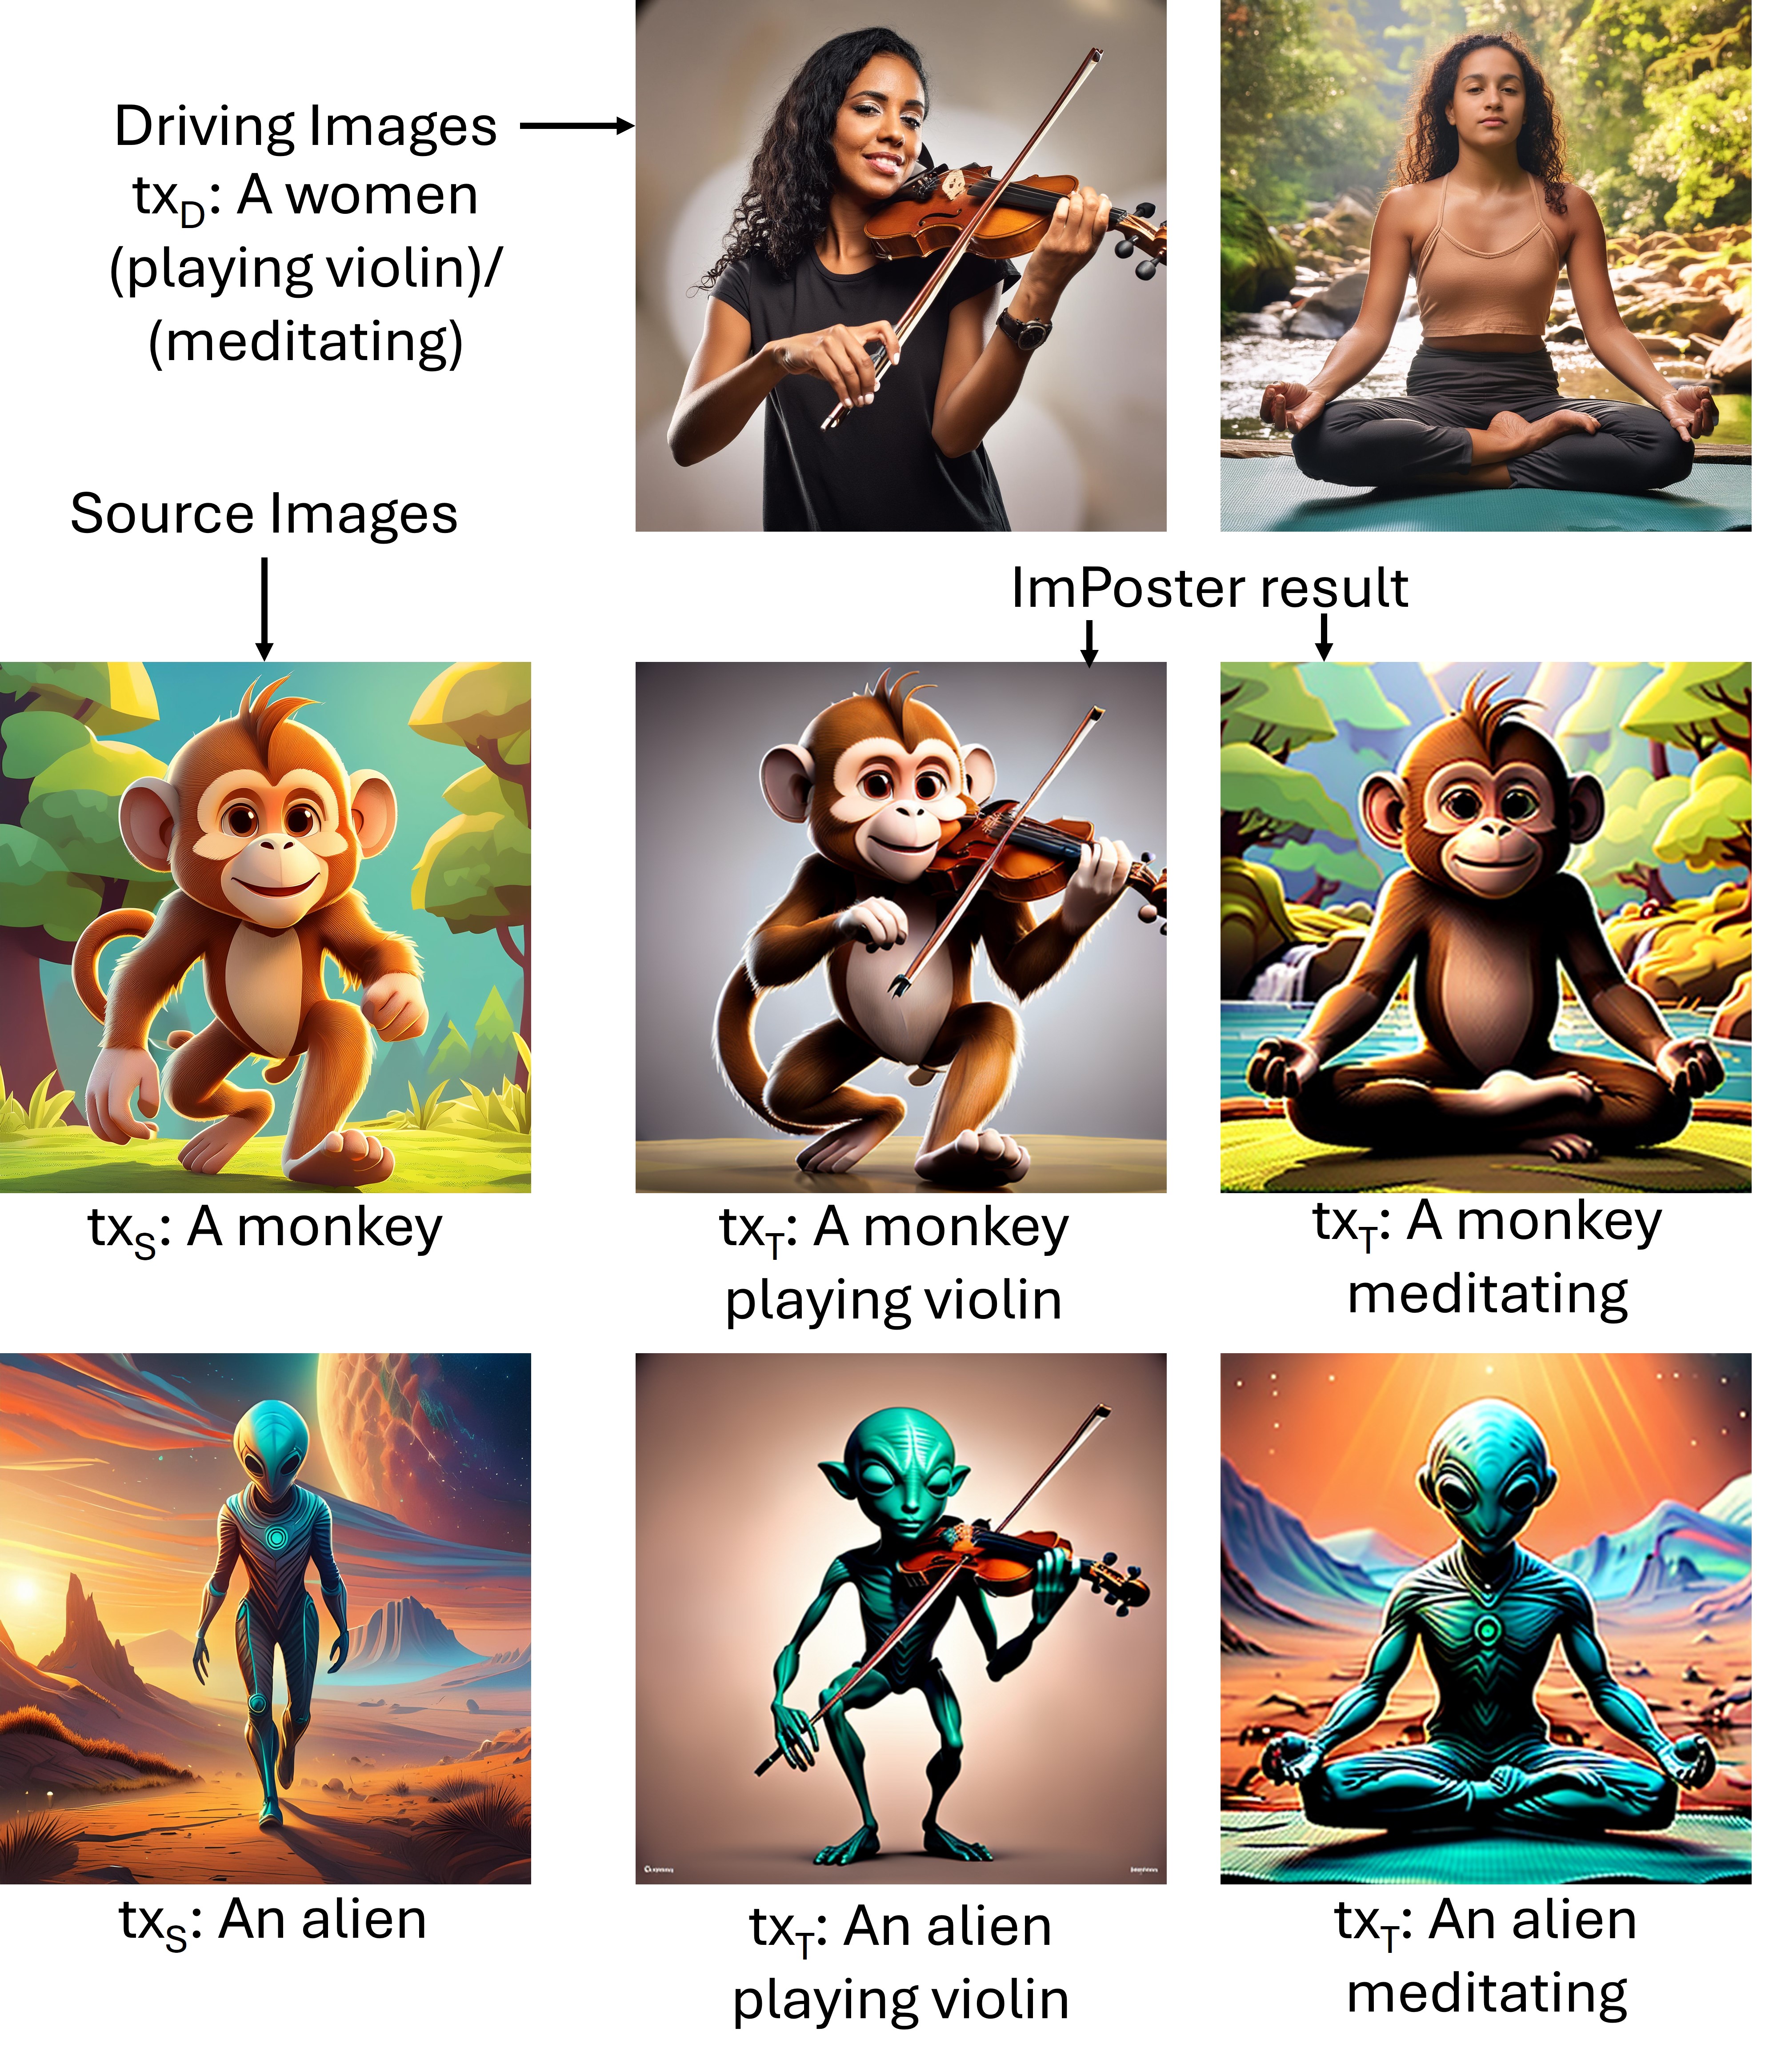 Driving Images
tx_D: A women
(playing violin)/
(meditating)
Source Images
ImPoster result
tx_S: A monkey
tx_T: A monkey
playing violin
tx_T: A monkey
meditating
tx_S: An alien
tx_T: An alien
playing violin
tx_T: An alien
meditating